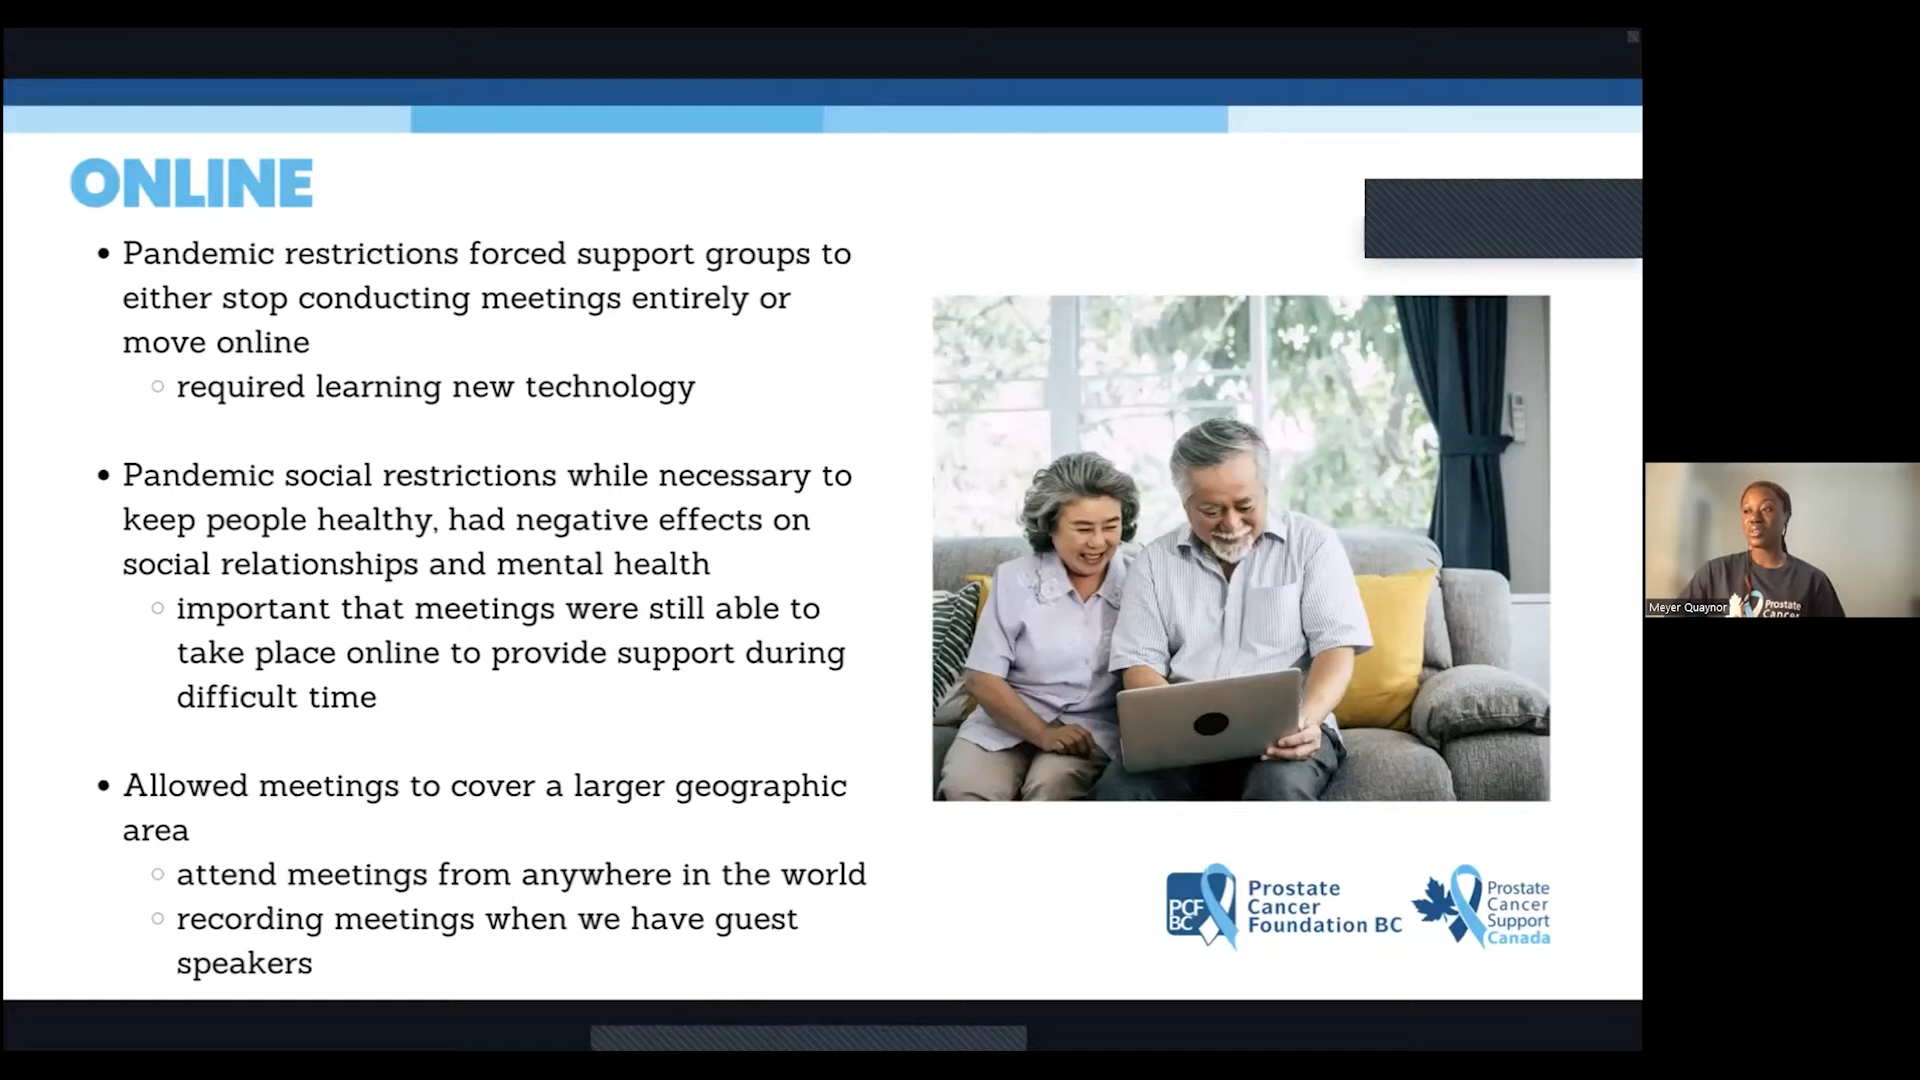 ONLINE
• Pandemic restrictions forced support groups to
either stop conducting meetings entirely or
move online
○ required learning new technology
• Pandemic social restrictions while necessary to
keep people healthy, had negative effects on
social relationships and mental health
○ important that meetings were still able to
take place online to provide support during
difficult time
• Allowed meetings to cover a larger geographic
area
○ attend meetings from anywhere in the world
○ recording meetings when we have guest
speakers
PCF
BC
Prostate
Cancer
Foundation BC
Prostate
Cancer
Support
Canada
Meyer Quaynor
Prostate
Cancer